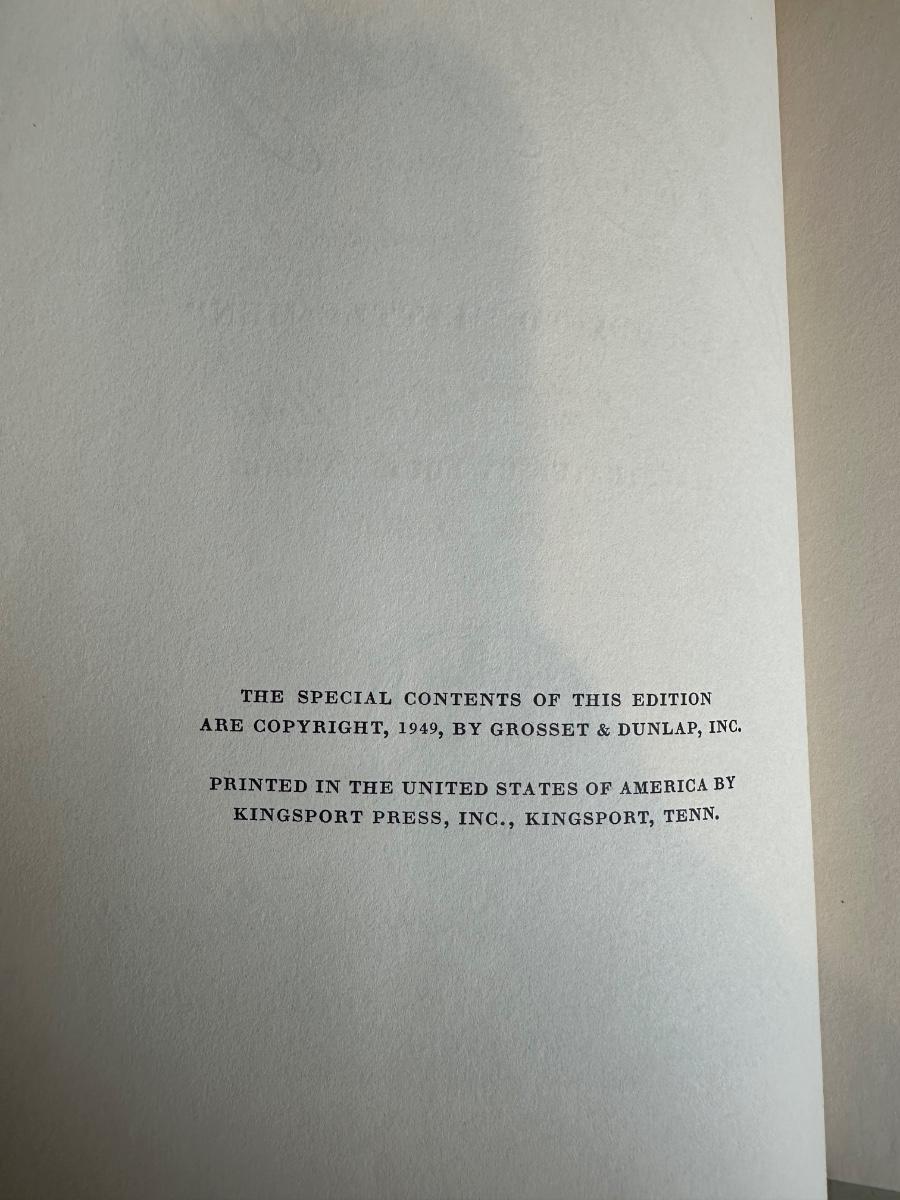 THE SPECIAL CONTENTS OF THIS EDITION
ARE COPYRIGHT, 1949, BY GROSSET & DUNLAP, INC.
PRINTED IN THE UNITED STATES OF AMERICA BY
KINGSPORT PRESS, INC., KINGSPORT, TENN.